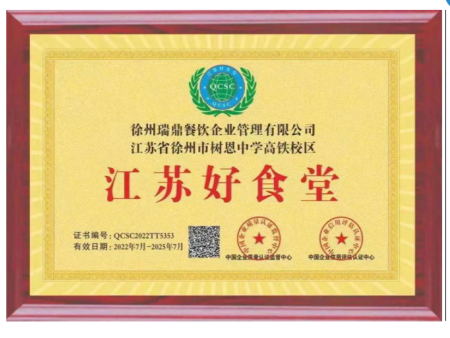 QCSC
徐州瑞鼎餐饮企业管理有限公司
江苏省徐州市树恩中学高铁校区
江苏好食堂
证书编号：QCSC2022TT5353
有效日期：2022年7月-2025年7月
中国企业质量认证监督中心
中国企业信用评估认证中心